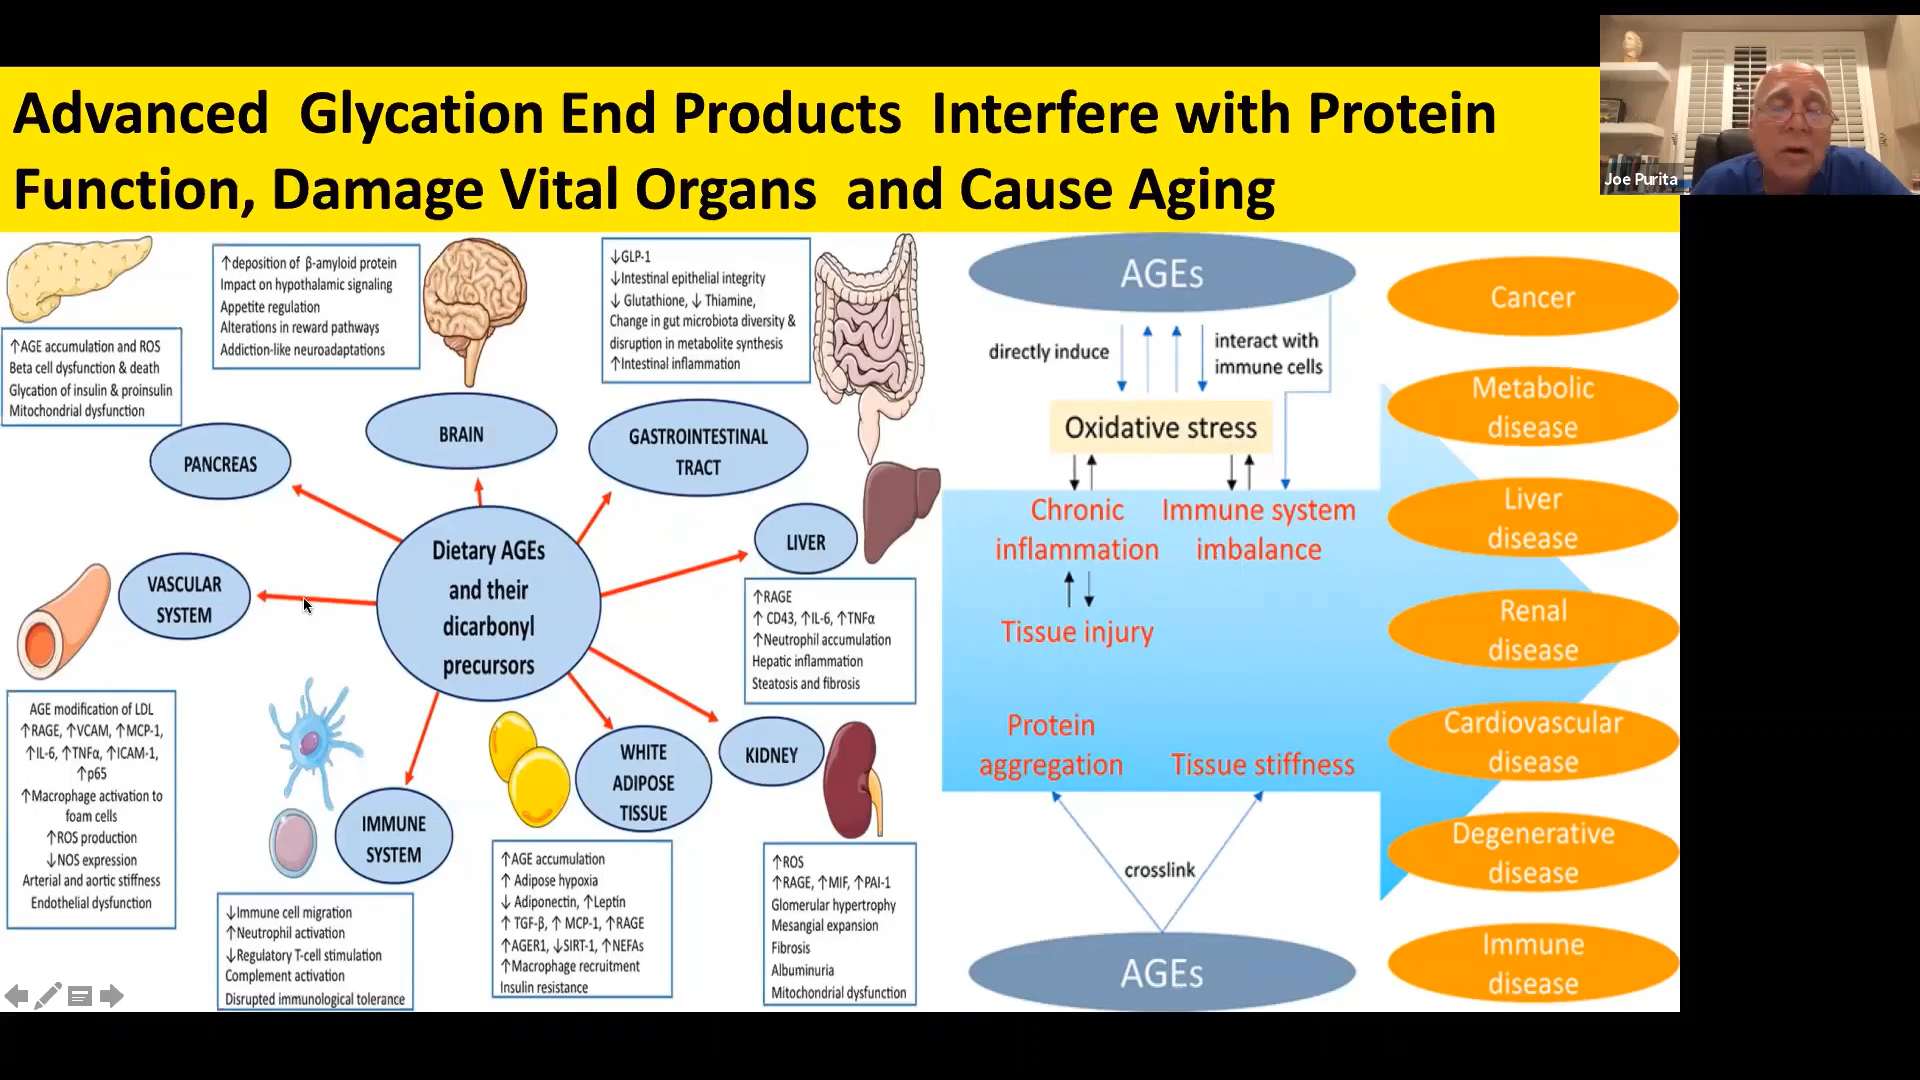 Advanced Glycation End Products Interfere with Protein
Function, Damage Vital Organs and Cause Aging
Joe Purita
↑AGE accumulation and ROS
Beta cell dysfunction & death
Glycation of insulin & proinsulin
Mitochondrial dysfunction
PANCREAS
↑deposition of β-amyloid protein
Impact on hypothalamic signaling
Appetite regulation
Alterations in reward pathways
Addiction-like neuroadaptations
BRAIN
↓GLP-1
↓Intestinal epithelial integrity
↓ Glutathione, ↓ Thiamine,
Change in gut microbiota diversity &
disruption in metabolite synthesis
↑Intestinal inflammation
GASTROINTESTINAL
TRACT
Dietary AGEs
and their
dicarbonyl
precursors
LIVER
↑RAGE
↑ CD43, ↑IL-6, ↑TNFα
↑Neutrophil accumulation
Hepatic inflammation
Steatosis and fibrosis
VASCULAR
SYSTEM
AGE modification of LDL
↑RAGE, ↑VCAM, ↑MCP-1,
↑IL-6, ↑TNFα, ↑ICAM-1,
↑p65
↑Macrophage activation to
foam cells
↑ROS production
↓NOS expression
Arterial and aortic stiffness
Endothelial dysfunction
IMMUNE
SYSTEM
↓Immune cell migration
↑Neutrophil activation
↓Regulatory T-cell stimulation
Complement activation
Disrupted immunological tolerance
WHITE
ADIPOSE
TISSUE
↑AGE accumulation
↑ Adipose hypoxia
↓ Adiponectin, ↑Leptin
↑ TGF-β, ↑ MCP-1, ↑RAGE
↑AGER1, ↓SIRT-1, ↑NEFAs
↑Macrophage recruitment
Insulin resistance
KIDNEY
↑ROS
↑RAGE, ↑MIF, ↑PAI-1
Glomerular hypertrophy
Mesangial expansion
Fibrosis
Albuminuria
Mitochondrial dysfunction
AGEs
directly induce
interact with
immune cells
Oxidative stress
Chronic
inflammation
Immune system
imbalance
Tissue injury
Protein
aggregation
Tissue stiffness
crosslink
AGEs
Cancer
Metabolic
disease
Liver
disease
Renal
disease
Cardiovascular
disease
Degenerative
disease
Immune
disease